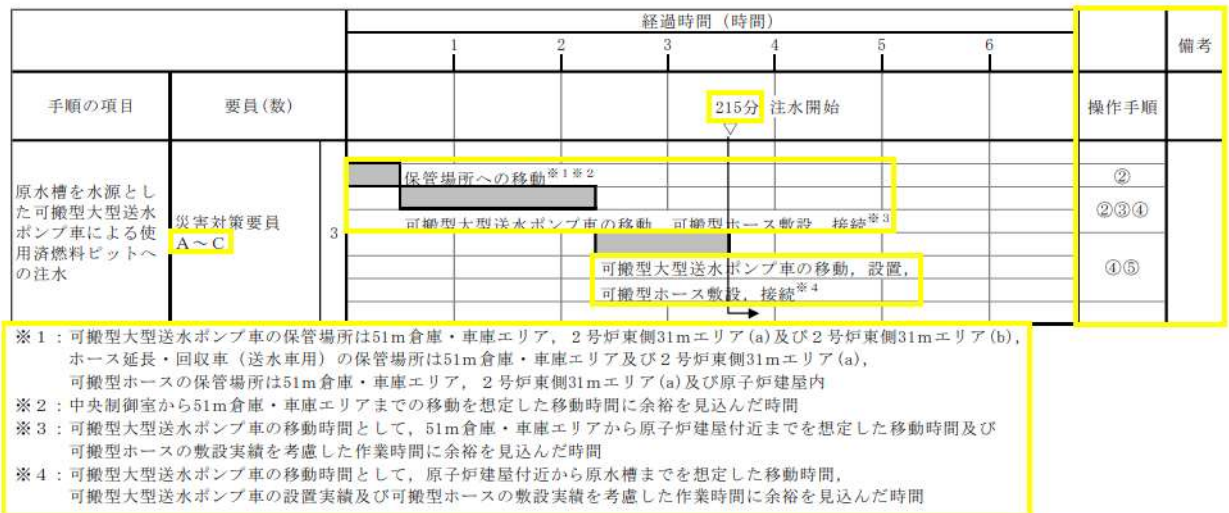 経過時間（時間）
1 2 3 4 5 6
備考
手順の項目 要員(数) 操作手順
215分 注水開始
▽
原水槽を水源とし
た可搬型大型送水
ポンプ車による使
用済燃料ピットへ
の注水
災害対策要員
A～C
3
保管場所への移動※1※2
②
可搬型大型送水ポンプ車の移動，可搬型ホース敷設，接続※3
②③④
可搬型大型送水ポンプ車の移動，設置，
可搬型ホース敷設，接続※4
④⑤
※1：可搬型大型送水ポンプ車の保管場所は51m倉庫・車庫エリア，2号炉東側31mエリア(a)及び2号炉東側31mエリア(b)，
ホース延長・回収車（送水車用）の保管場所は51m倉庫・車庫エリア及び2号炉東側31mエリア(a)，
可搬型ホースの保管場所は51m倉庫・車庫エリア，2号炉東側31mエリア(a)及び原子炉建屋内
※2：中央制御室から51m倉庫・車庫エリアまでの移動を想定した移動時間に余裕を見込んだ時間
※3：可搬型大型送水ポンプ車の移動時間として，51m倉庫・車庫エリアから原子炉建屋付近までを想定した移動時間及び
可搬型ホースの敷設実績を考慮した作業時間に余裕を見込んだ時間
※4：可搬型大型送水ポンプ車の移動時間として，原子炉建屋付近から原水槽までを想定した移動時間，
可搬型大型送水ポンプ車の設置実績及び可搬型ホースの敷設実績を考慮した作業時間に余裕を見込んだ時間